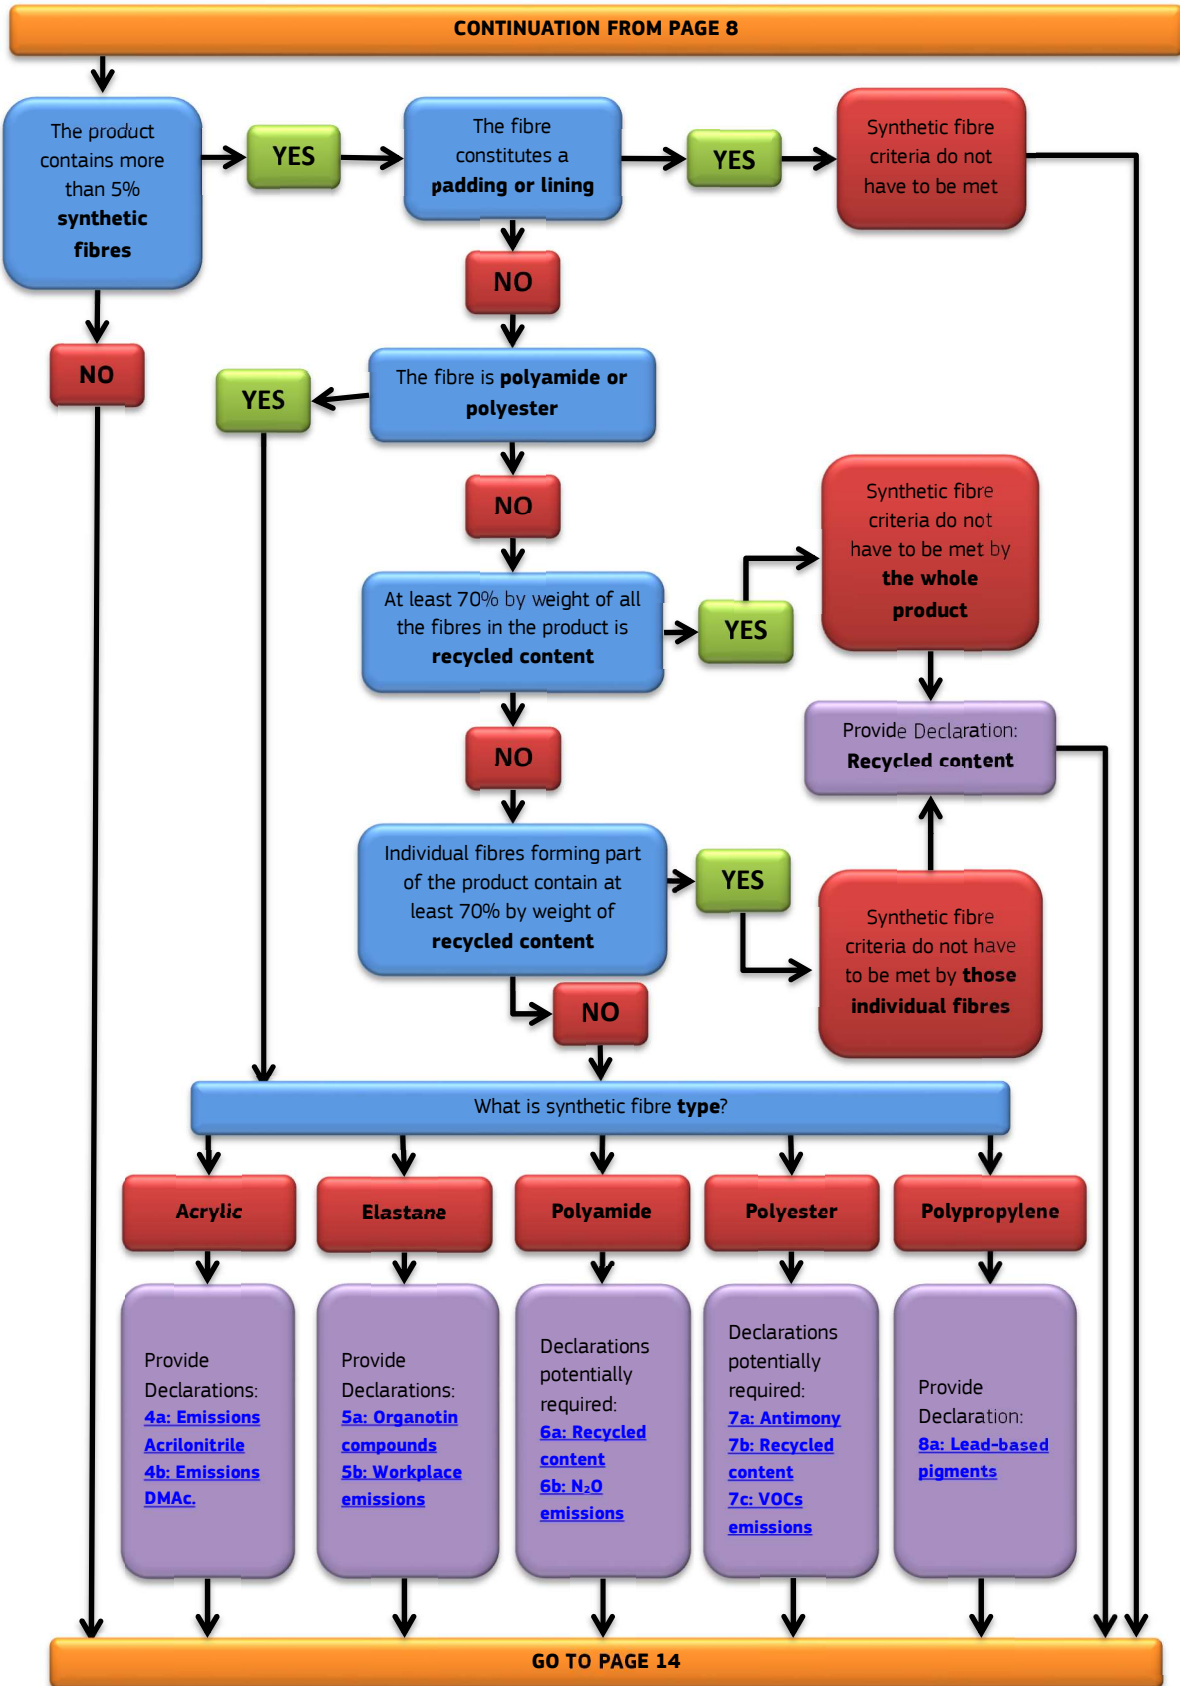 CONTINUATION FROM PAGE 8
The product
contains more
than 5%
synthetic
fibres
YES
The fibre
constitutes a
padding or lining
YES
Synthetic fibre
criteria do not
have to be met
NO
NO
YES
The fibre is polyamide or
polyester
NO
At least 70% by weight of all
the fibres in the product is
recycled content
YES
Synthetic fibre
criteria do not
have to be met by
the whole
product
NO
Provide Declaration:
Recycled content
Individual fibres forming part
of the product contain at
least 70% by weight of
recycled content
YES
Synthetic fibre
criteria do not have
to be met by those
individual fibres
NO
What is synthetic fibre type?
Acrylic
Elastane
Polyamide
Polyester
Polypropylene
Provide
Declarations:
4a: Emissions
Acrilonitrile
4b: Emissions
DMAc.
Provide
Declarations:
5a: Organotin
compounds
5b: Workplace
emissions
Declarations
potentially
required:
6a: Recycled
content
6b: N₂O
emissions
Declarations
potentially
required:
7a: Antimony
7b: Recycled
content
7c: VOCs
emissions
Provide
Declaration:
8a: Lead-based
pigments
GO TO PAGE 14